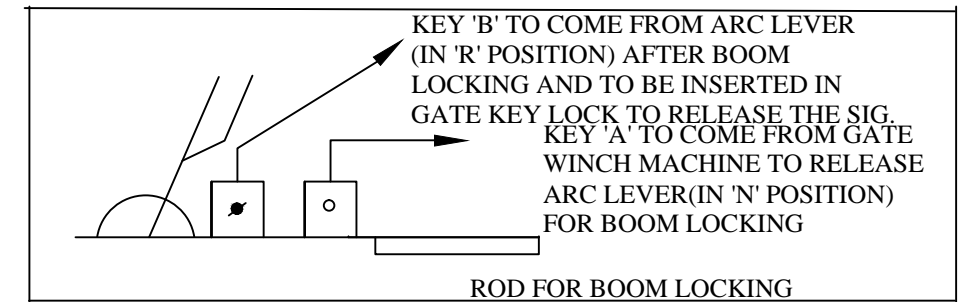 KEY 'B' TO COME FROM ARC LEVER
(IN 'R' POSITION) AFTER BOOM
LOCKING AND TO BE INSERTED IN
GATE KEY LOCK TO RELEASE THE SIG.
KEY 'A' TO COME FROM GATE
WINCH MACHINE TO RELEASE
ARC LEVER(IN 'N' POSITION)
FOR BOOM LOCKING
ROD FOR BOOM LOCKING